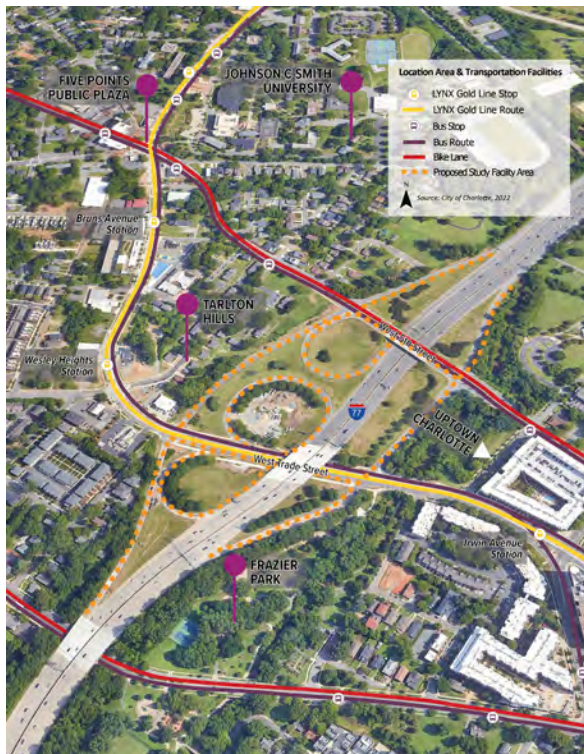 FIVE POINTS
PUBLIC PLAZA
JOHNSON C SMITH
UNIVERSITY
Location Area & Transportation Facilities
LYNX Gold Line Stop
LYNX Gold Line Route
Bus Stop
Bus Route
Bike Lane
Proposed Study Facility Area
N
Source: City of Charlotte, 2022
Bruns Avenue
Station
TARLTON
HILLS
Wesley Heights
Station
West 5th Street
77
UPTOWN
CHARLOTTE
West Trade Street
Irwin Avenue
Station
FRAZIER
PARK